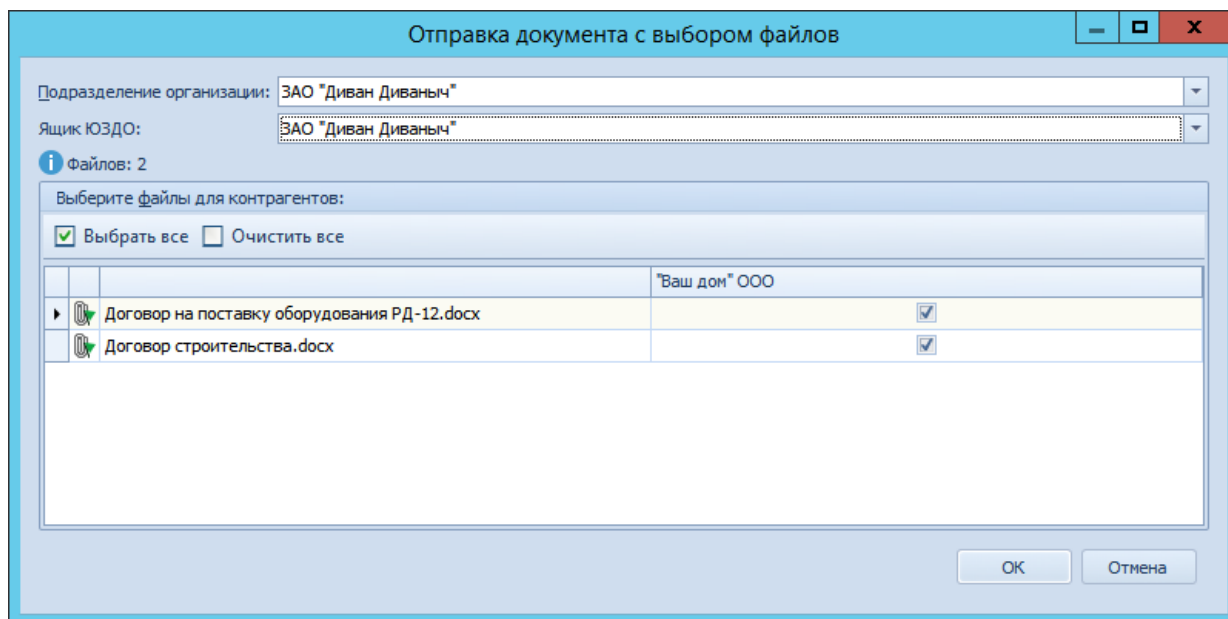 Отправка документа с выбором файлов
Подразделение организации: ЗАО "Диван Диваныч"
Ящик ЮЗДО: ЗАО "Диван Диваныч"
Файлов: 2
Выберите файлы для контрагентов:
Выбрать все Очистить все
"Ваш дом" ООО
Договор на поставку оборудования РД-12.docx
Договор строительства.docx
ОК Отмена